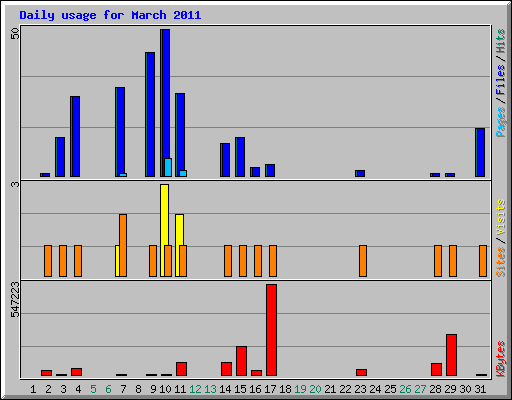 Daily usage for March 2011
50
3
547223
Pages / Files / Hits
Sites / Visits
KBytes
1 2 3 4 5 6 7 8 9 10 11 12 13 14 15 16 17 18 19 20 21 22 23 24 25 26 27 28 29 30 31